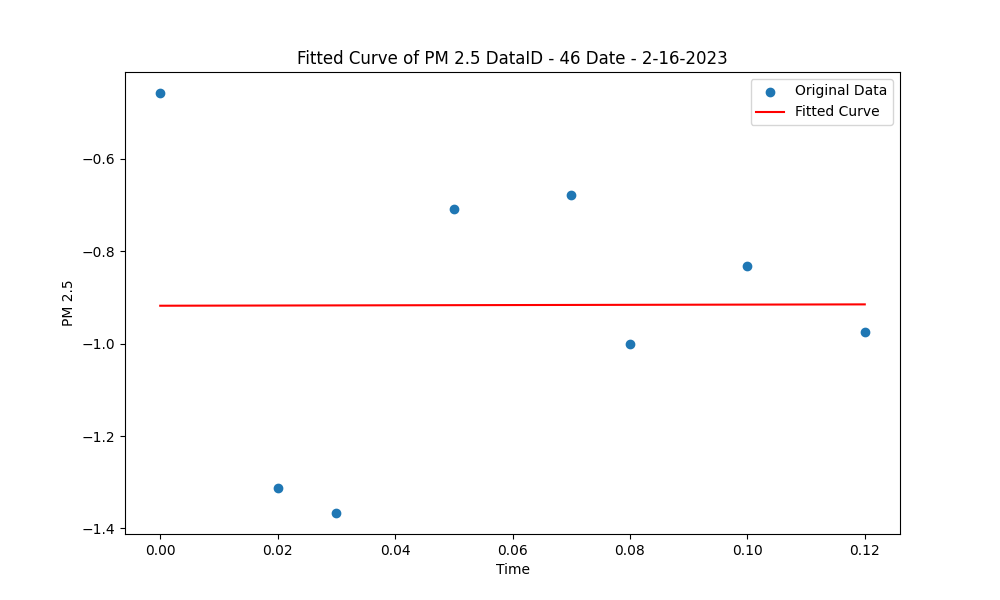 Fitted Curve of PM 2.5 DataID - 46 Date - 2-16-2023
Original Data
Fitted Curve
−0.6
−0.8
−1.0
−1.2
−1.4
PM 2.5
0.00 0.02 0.04 0.06 0.08 0.10 0.12
Time